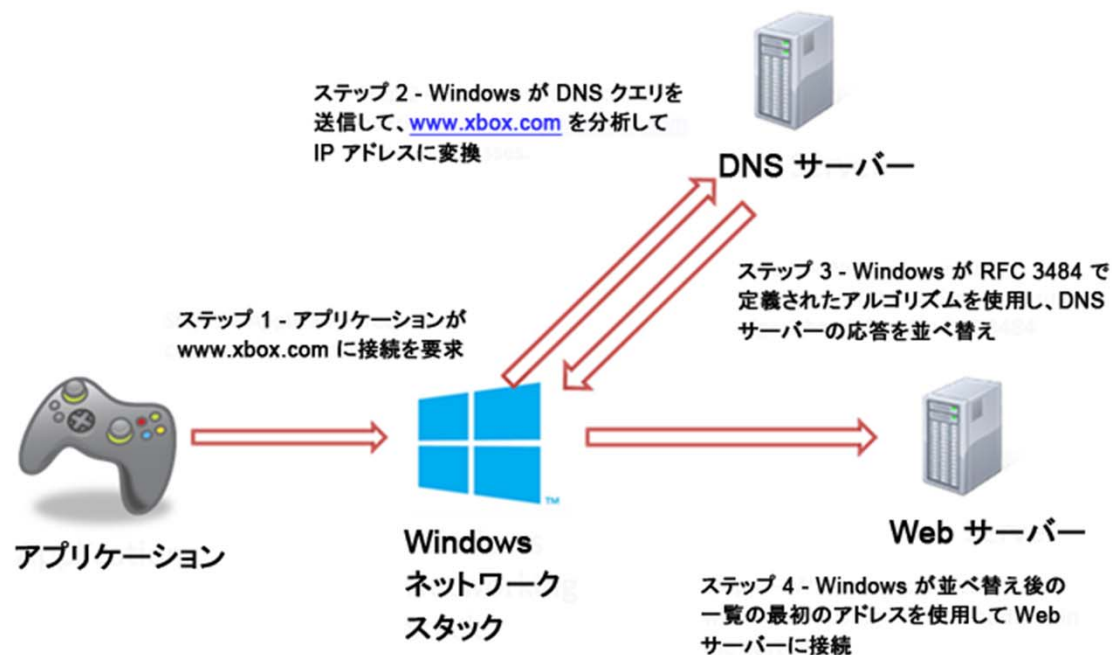 ステップ 2 - Windows が DNS クエリを
送信して、www.xbox.com を分析して
IP アドレスに変換
DNS サーバー
ステップ 3 - Windows が RFC 3484 で
定義されたアルゴリズムを使用し、DNS
サーバーの応答を並べ替え
ステップ 1 - アプリケーションが
www.xbox.com に接続を要求
TM
アプリケーション
Windows
ネットワーク
スタック
Web サーバー
ステップ 4 - Windows が並べ替え後の
一覧の最初のアドレスを使用して Web
サーバーに接続